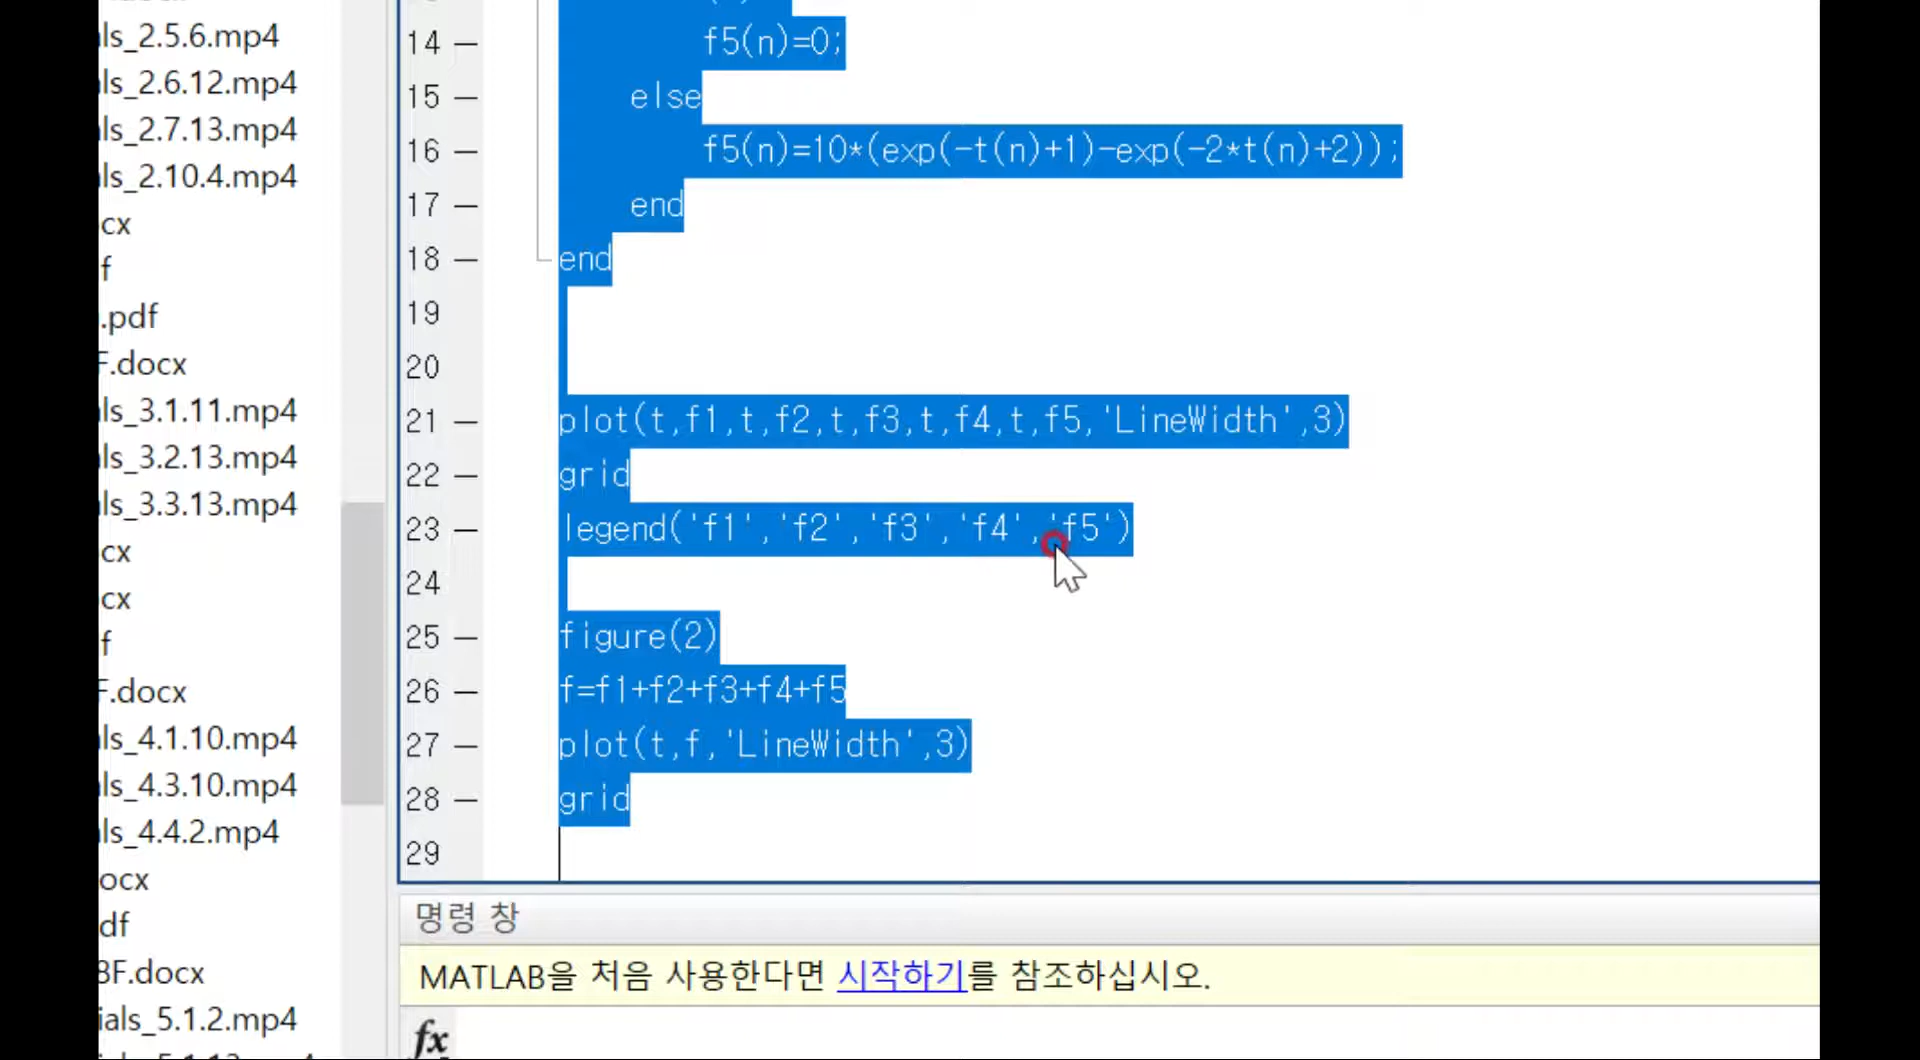 ls_2.5.6.mp4
ls_2.6.12.mp4
ls_2.7.13.mp4
ls_2.10.4.mp4
cx
f
.pdf
F.docx
ls_3.1.11.mp4
ls_3.2.13.mp4
ls_3.3.13.mp4
cx
cx
f
F.docx
ls_4.1.10.mp4
ls_4.3.10.mp4
ls_4.4.2.mp4
ocx
df
8F.docx
ials_5.1.2.mp4
14 — f5(n)=0;
15 — else
16 — f5(n)=10*(exp(-t(n)+1)-exp(-2*t(n)+2));
17 — end
18 — end
19
20
21 — plot(t,f1,t,f2,t,f3,t,f4,t,f5,'LineWidth',3)
22 — grid
23 — legend('f1','f2','f3','f4','f5')
24
25 — figure(2)
26 — f=f1+f2+f3+f4+f5
27 — plot(t,f,'LineWidth',3)
28 — grid
29
명령 창
MATLAB을 처음 사용한다면 시작하기를 참조하십시오.
fx